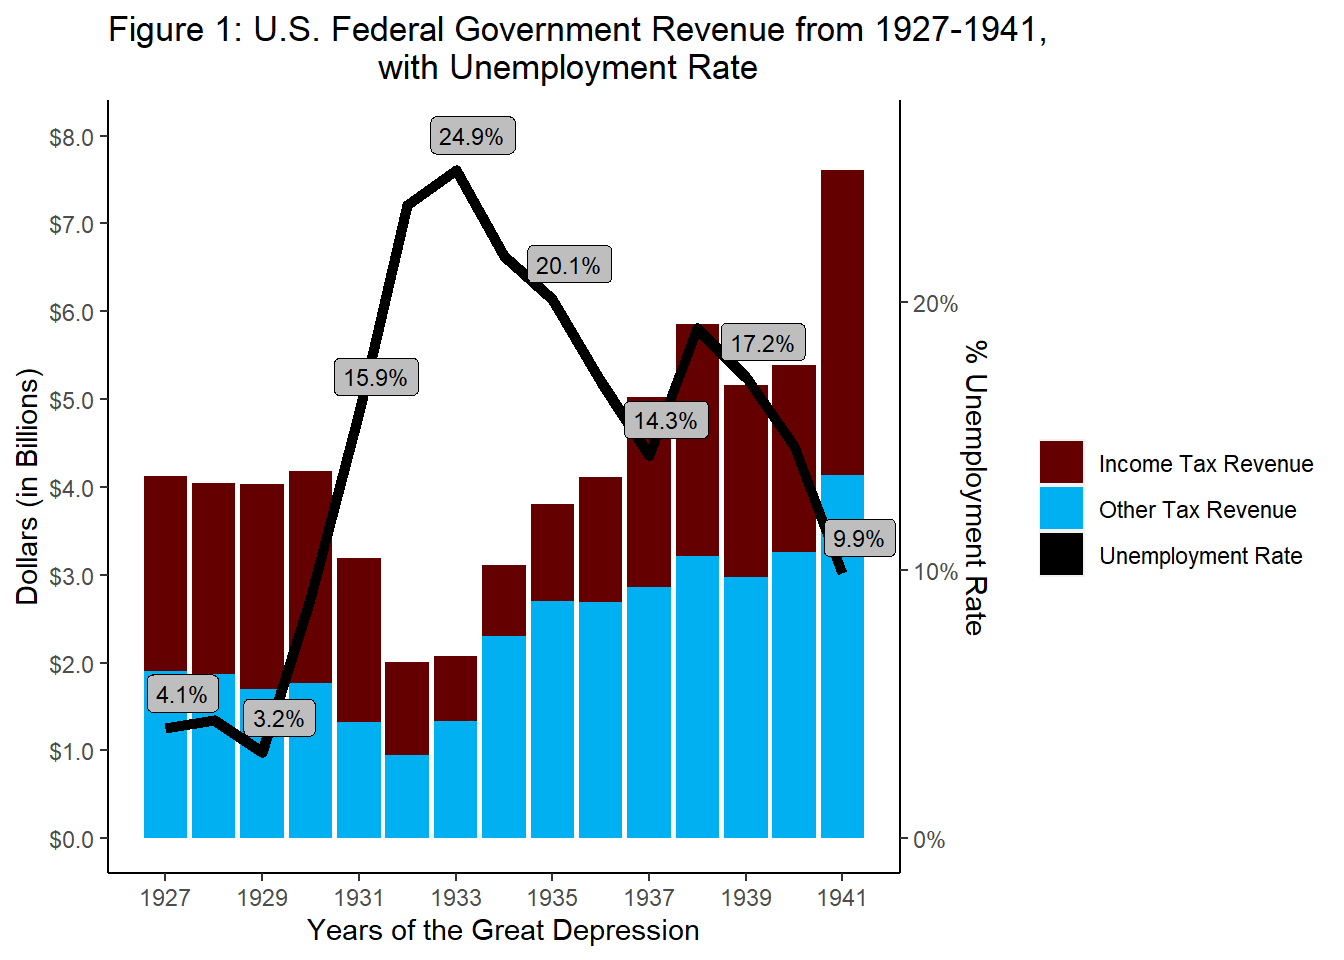 Figure 1: U.S. Federal Government Revenue from 1927-1941,
with Unemployment Rate
$8.0
$7.0
$6.0
$5.0
$4.0
$3.0
$2.0
$1.0
$0.0
Dollars (in Billions)
24.9%
20.1%
15.9%
17.2%
14.3%
9.9%
4.1%
3.2%
20%
10%
0%
% Unemployment Rate
Income Tax Revenue
Other Tax Revenue
Unemployment Rate
1927 1929 1931 1933 1935 1937 1939 1941
Years of the Great Depression